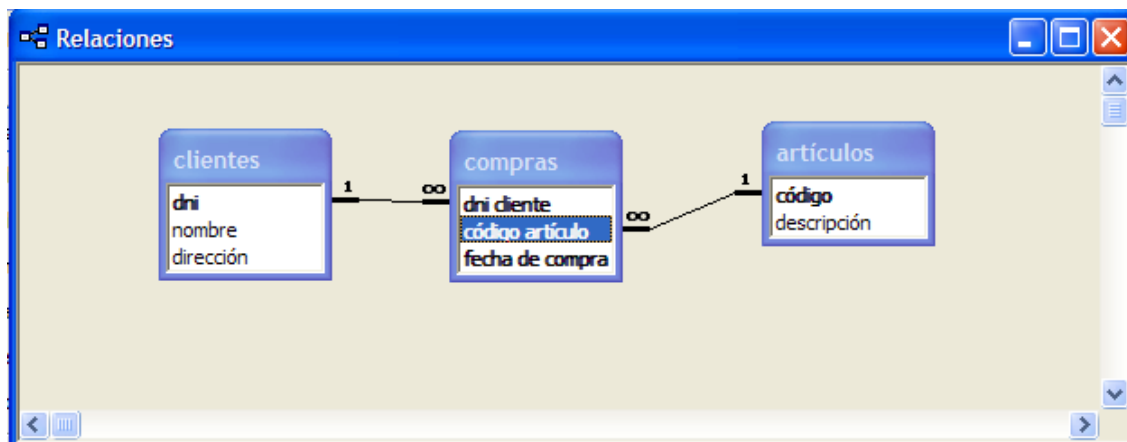 Relaciones
clientes
dni
nombre
dirección
1
∞
compras
dni cliente
código artículo
fecha de compra
∞
1
artículos
código
descripción